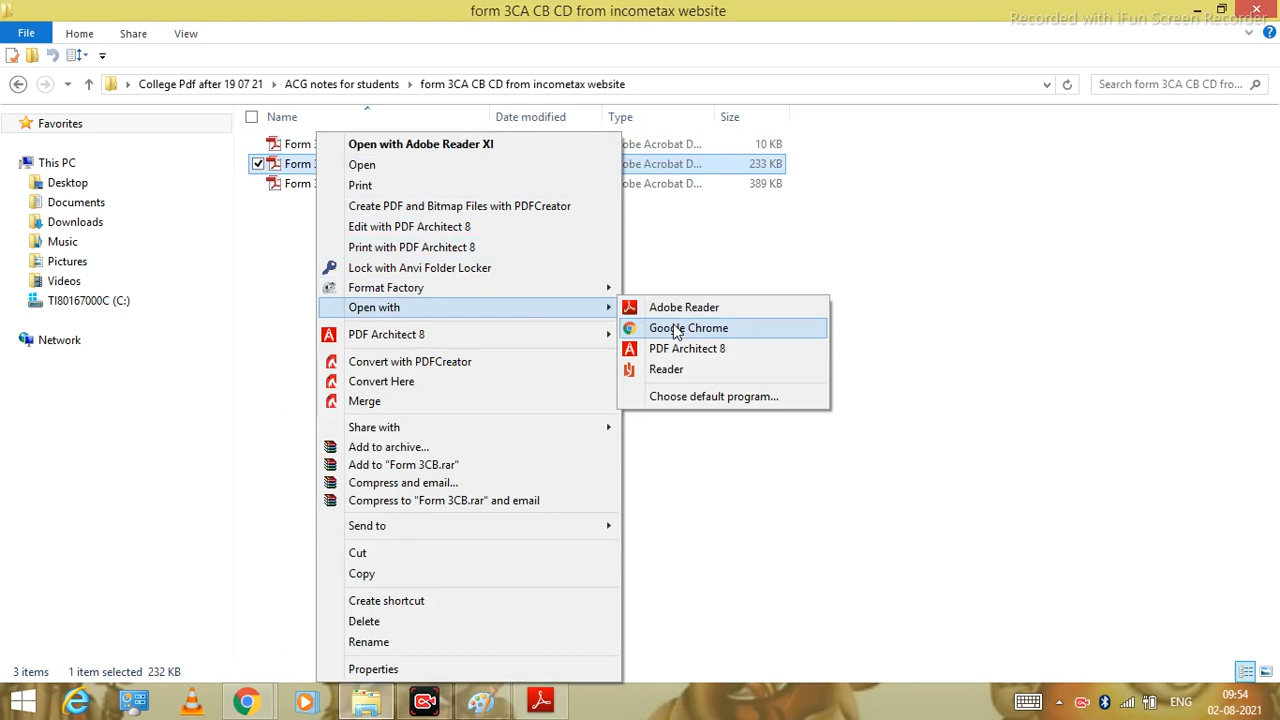 form 3CA CB CD from incometax website
Recorded with iFun Screen Recorder
File Home Share View
College Pdf after 19 07 21 ACG notes for students form 3CA CB CD from incometax website
Search form 3CA CB CD from inco...
Name Date modified Type Size
Favorites
This PC
Desktop
Documents
Downloads
Music
Pictures
Videos
TI80167000C (C:)
Network
Form 3 obe Acrobat D... 10 KB
Form 3 obe Acrobat D... 233 KB
Form 3 obe Acrobat D... 389 KB
Open with Adobe Reader XI
Open
Print
Create PDF and Bitmap Files with PDFCreator
Edit with PDF Architect 8
Print with PDF Architect 8
Lock with Anvi Folder Locker
Format Factory
Open with
PDF Architect 8
Convert with PDFCreator
Convert Here
Merge
Share with
Add to archive...
Add to "Form 3CB.rar"
Compress and email...
Compress to "Form 3CB.rar" and email
Send to
Cut
Copy
Create shortcut
Delete
Rename
Properties
Adobe Reader
Google Chrome
PDF Architect 8
Reader
Choose default program...
3 items 1 item selected 232 KB
ENG
09:54
02-08-2021